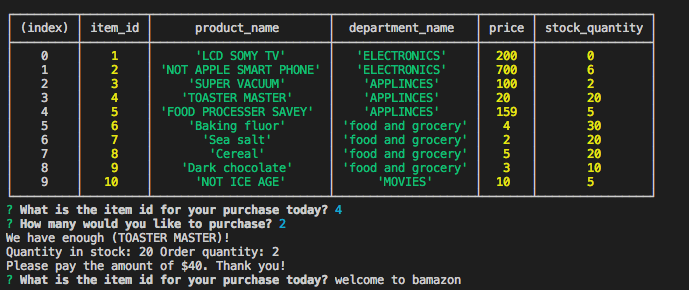 (index) item_id product_name department_name price stock_quantity
0 1 'LCD SOMY TV' 'ELECTRONICS' 200 0
1 2 'NOT APPLE SMART PHONE' 'ELECTRONICS' 700 6
2 3 'SUPER VACUUM' 'APPLINCES' 100 2
3 4 'TOASTER MASTER' 'APPLINCES' 20 20
4 5 'FOOD PROCESSER SAVEY' 'APPLINCES' 159 5
5 6 'Baking fluor' 'food and grocery' 4 30
6 7 'Sea salt' 'food and grocery' 2 20
7 8 'Cereal' 'food and grocery' 5 20
8 9 'Dark chocolate' 'food and grocery' 3 10
9 10 'NOT ICE AGE' 'MOVIES' 10 5
? What is the item id for your purchase today? 4
? How many would you like to purchase? 2
We have enough (TOASTER MASTER)!
Quantity in stock: 20 Order quantity: 2
Please pay the amount of $40. Thank you!
? What is the item id for your purchase today? welcome to bamazon